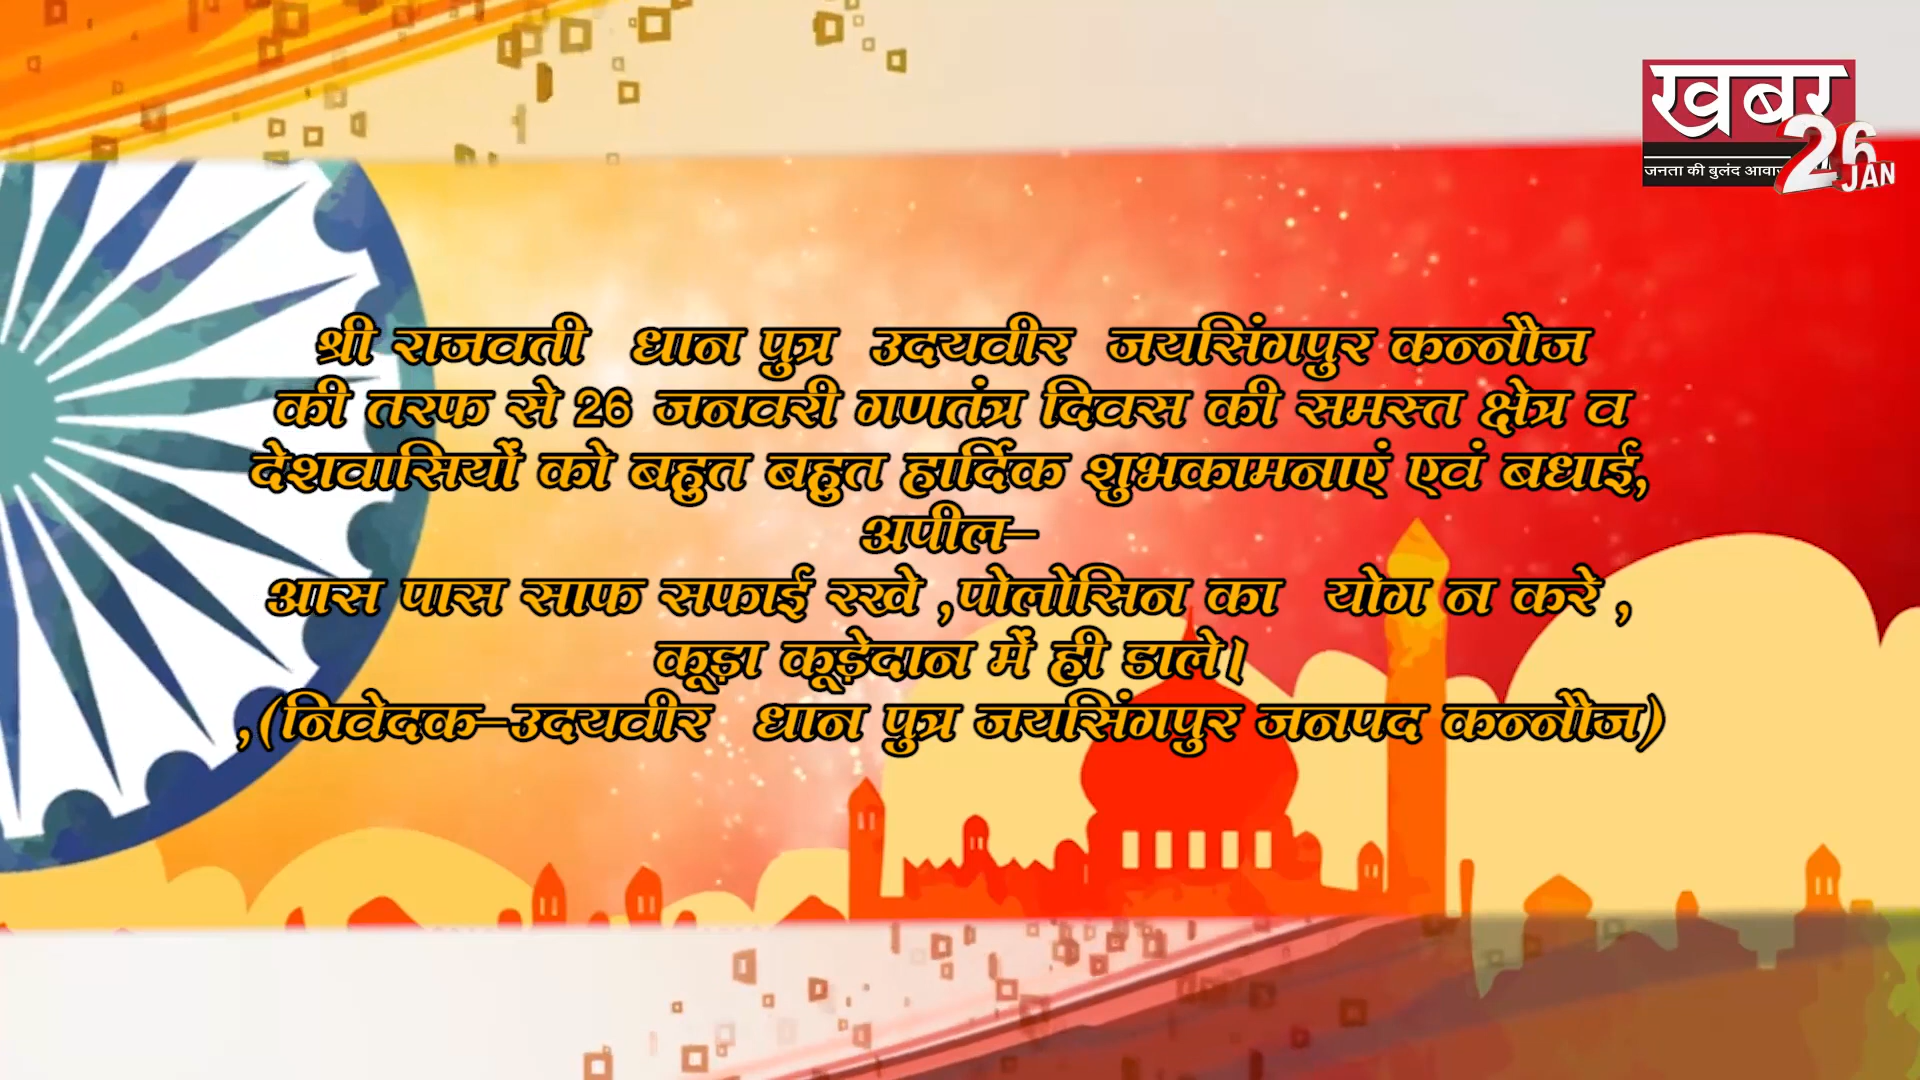 खबर
26
JAN
जनता की बुलंद
श्री राजवती धान पुत्र उदयवीर जयसिंगपुर कन्नौज
की तरफ से 26 जनवरी गणतंत्र दिवस की समस्त क्षेत्र व
देशवासियों को बहुत बहुत हार्दिक शुभकामनाएं एवं बधाई,
अपील–
आस पास साफ सफाई रखे ,पोलोसिन का योग न करे ,
कूड़ा कूड़ेदान में ही डाले।
,(निवेदक–उदयवीर धान पुत्र जयसिंगपुर जनपद कन्नौज)